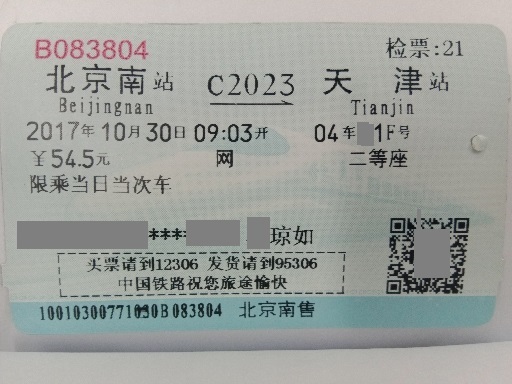 B083804 检票:21
北京南站 C2023 天津站
Beijingnan Tianjin
2017年10月30日09:03开 04车 1F号
￥54.5元 网 二等座
限乘当日当次车
**** 琼如
买票请到12306 发货请到95306
中国铁路祝您旅途愉快
10010300771030B083804 北京南售